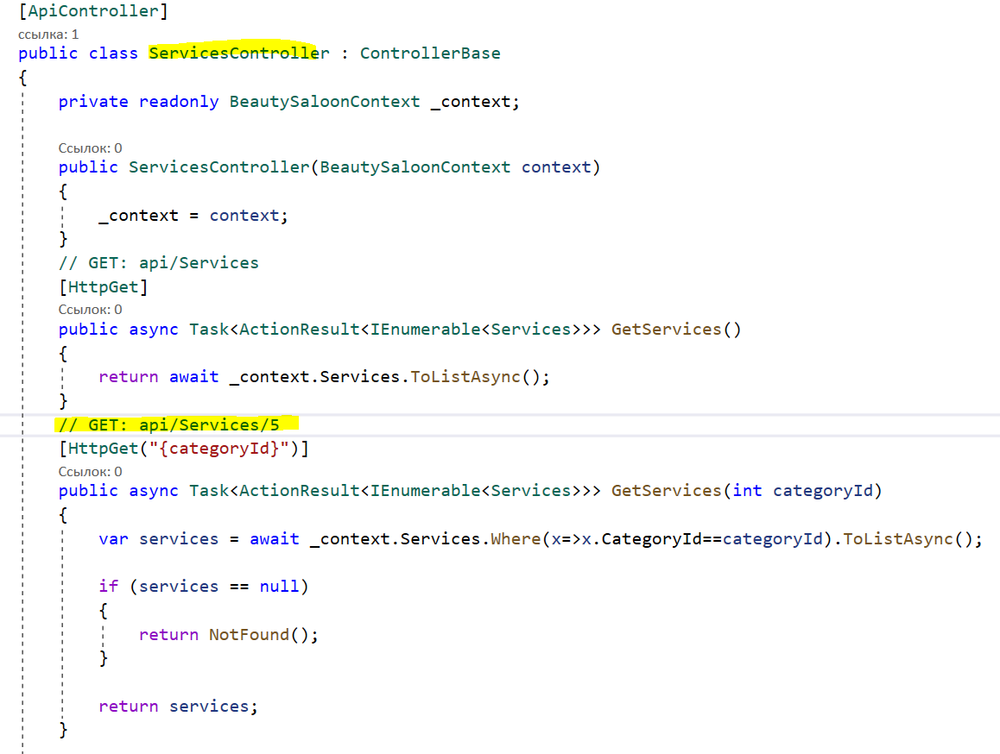 [ApiController]
ссылка: 1
public class ServicesController : ControllerBase
{
private readonly BeautySaloonContext _context;
Ссылок: 0
public ServicesController(BeautySaloonContext context)
{
_context = context;
}
// GET: api/Services
[HttpGet]
Ссылок: 0
public async Task<ActionResult<IEnumerable<Services>>> GetServices()
{
return await _context.Services.ToListAsync();
}
// GET: api/Services/5
[HttpGet("{categoryId}")]
Ссылок: 0
public async Task<ActionResult<IEnumerable<Services>>> GetServices(int categoryId)
{
var services = await _context.Services.Where(x=>x.CategoryId==categoryId).ToListAsync();
if (services == null)
{
return NotFound();
}
return services;
}